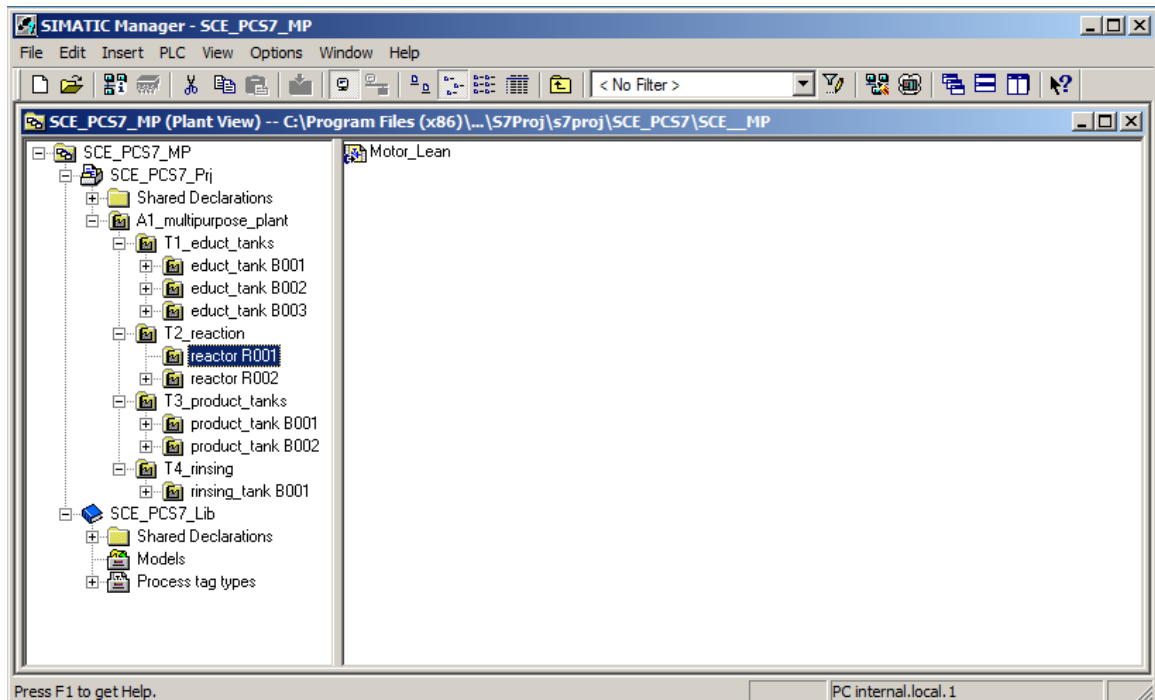 SIMATIC Manager - SCE_PCS7_MP
File Edit Insert PLC View Options Window Help
< No Filter >
SCE_PCS7_MP (Plant View) -- C:\Program Files (x86)\...\S7Proj\s7proj\SCE_PCS7\SCE__MP
SCE_PCS7_MP
Motor_Lean
SCE_PCS7_Prj
Shared Declarations
A1_multipurpose_plant
T1_educt_tanks
educt_tank B001
educt_tank B002
educt_tank B003
T2_reaction
reactor R001
reactor R002
T3_product_tanks
product_tank B001
product_tank B002
T4_rinsing
rinsing_tank B001
SCE_PCS7_Lib
Shared Declarations
Models
Process tag types
Press F1 to get Help.
PC internal.local.1